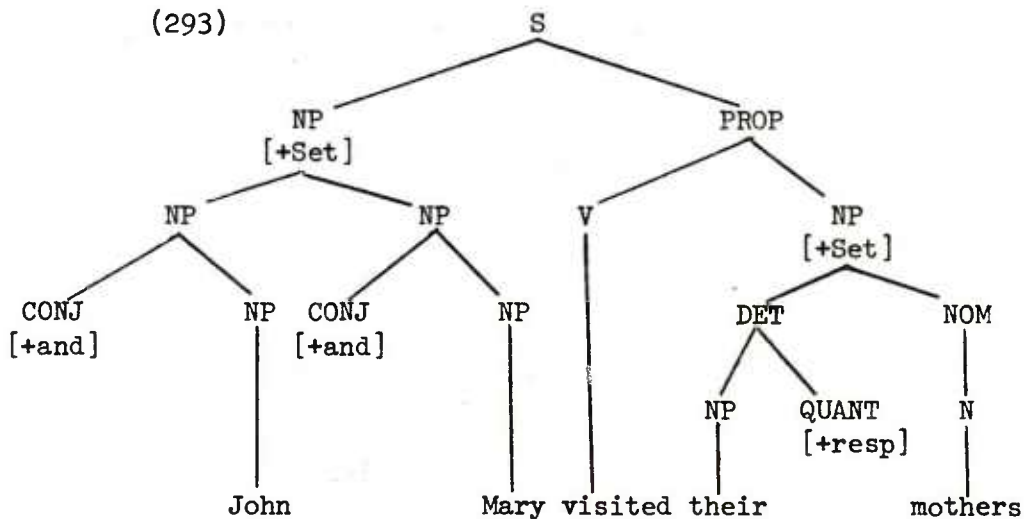 (293)
S
NP PROP
[+Set]
NP NP V NP
[+Set]
CONJ NP CONJ NP DET NOM
[+and] [+and]
NP QUANT N
[+resp]
John Mary visited their mothers